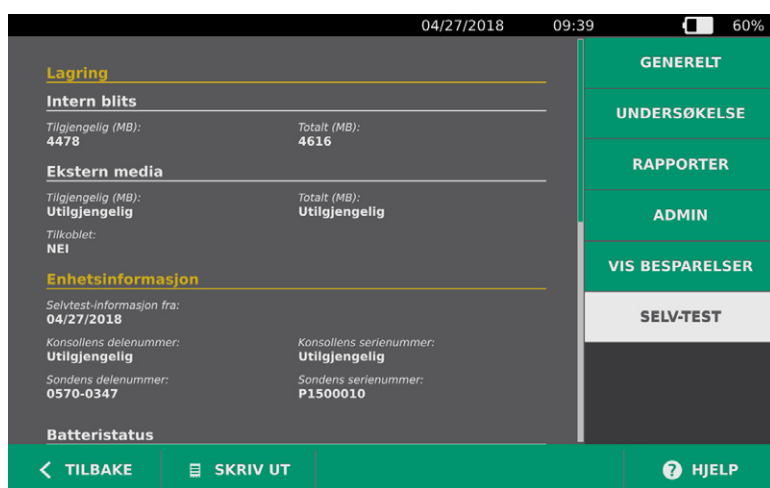 04/27/2018 09:39 60%
Lagring
Intern blits
Tilgjengelig (MB): Totalt (MB):
4478 4616
Ekstern media
Tilgjengelig (MB): Totalt (MB):
Utilgjengelig Utilgjengelig
Tilkoblet:
NEI
Enhetsinformasjon
Selvtest-informasjon fra:
04/27/2018
Konsollens delenummer: Konsollens serienummer:
Utilgjengelig Utilgjengelig
Sondens delenummer: Sondens serienummer:
0570-0347 P1500010
Batteristatus
GENERELT
UNDERSØKELSE
RAPPORTER
ADMIN
VIS BESPARELSER
SELV-TEST
TILBAKE SKRIV UT ? HJELP